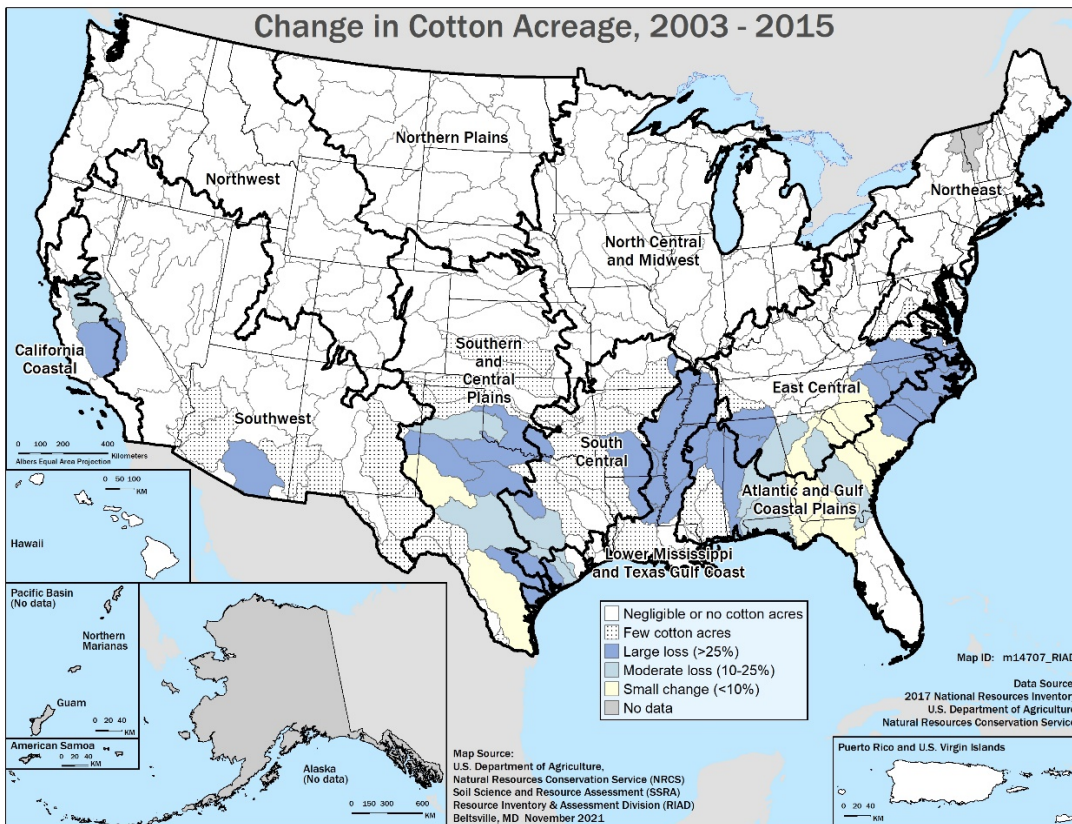 Change in Cotton Acreage, 2003 - 2015
Northern Plains
Northwest
Northeast
North Central
and Midwest
California
Coastal
Southern
and
Central
Plains
East Central
Southwest
South
Central
Atlantic and Gulf
Coastal Plains
Lower Mississippi
and Texas Gulf Coast
0 100 200 400
Kilometers
Albers Equal Area Projection
0 50 100
KM
Hawaii
Pacific Basin
(No data)
Northern
Marianas
Guam
0 20 40
KM
American Samoa
0 20 40
KM
Alaska
(No data)
0 150 300 600
KM
Negligible or no cotton acres
Few cotton acres
Large loss (>25%)
Moderate loss (10-25%)
Small change (<10%)
No data
Map ID: m14707_RIAD
Data Source:
2017 National Resources Inventory
U.S. Department of Agriculture
Natural Resources Conservation Service
Map Source:
U.S. Department of Agriculture,
Natural Resources Conservation Service (NRCS)
Soil Science and Resource Assessment (SSRA)
Resource Inventory & Assessment Division (RIAD)
Beltsville, MD November 2021
Puerto Rico and U.S. Virgin Islands
0 20 40
KM